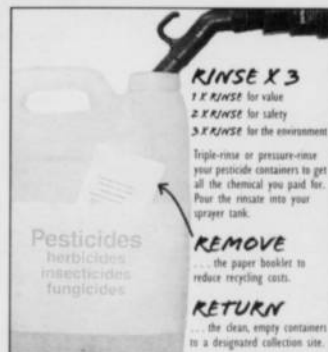 RINSE X 3
1 X RINSE for value
2 X RINSE for safety
3 X RINSE for the environment
Triple-rinse or pressure-rinse
your pesticide containers to get
all the chemical you paid for.
Pour the rinsate into your
sprayer tank.
REMOVE
. . . the paper booklet to
reduce recycling costs.
RETURN
. . . the clean, empty containers
to a designated collection site.
Pesticides
herbicides
insecticides
fungicides